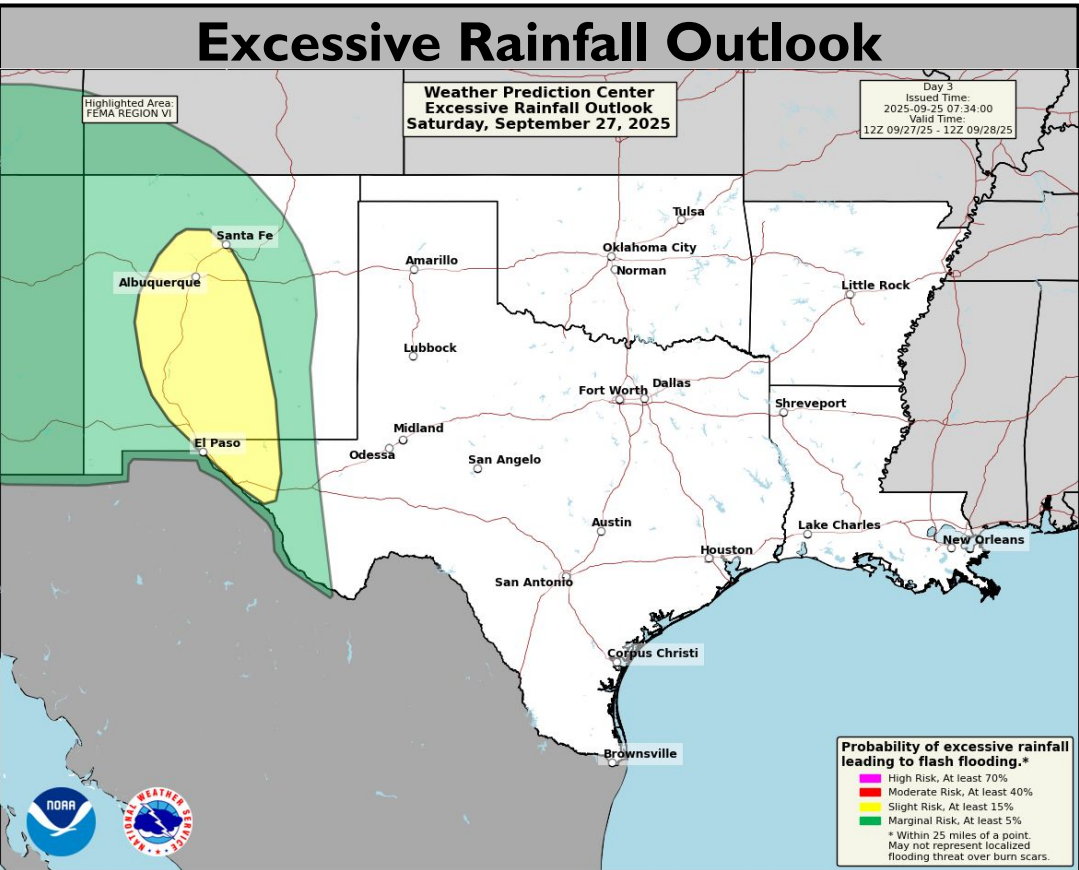 Excessive Rainfall Outlook
Highlighted Area:
FEMA REGION VI
Weather Prediction Center
Excessive Rainfall Outlook
Saturday, September 27, 2025
Day 3
Issued Time:
2025-09-25 07:34:00
Valid Time:
12Z 09/27/25 - 12Z 09/28/25
Tulsa
Santa Fe
Oklahoma City
Amarillo
Norman
Albuquerque
Little Rock
Lubbock
Dallas
Fort Worth
Shreveport
Midland
El Paso
Odessa
San Angelo
Austin
Lake Charles
New Orleans
Houston
San Antonio
Corpus Christi
Brownsville
Probability of excessive rainfall
leading to flash flooding.*
High Risk, At least 70%
Moderate Risk, At least 40%
Slight Risk, At least 15%
Marginal Risk, At least 5%
* Within 25 miles of a point.
May not represent localized
flooding threat over burn scars.
NOAA
NATIONAL WEATHER SERVICE